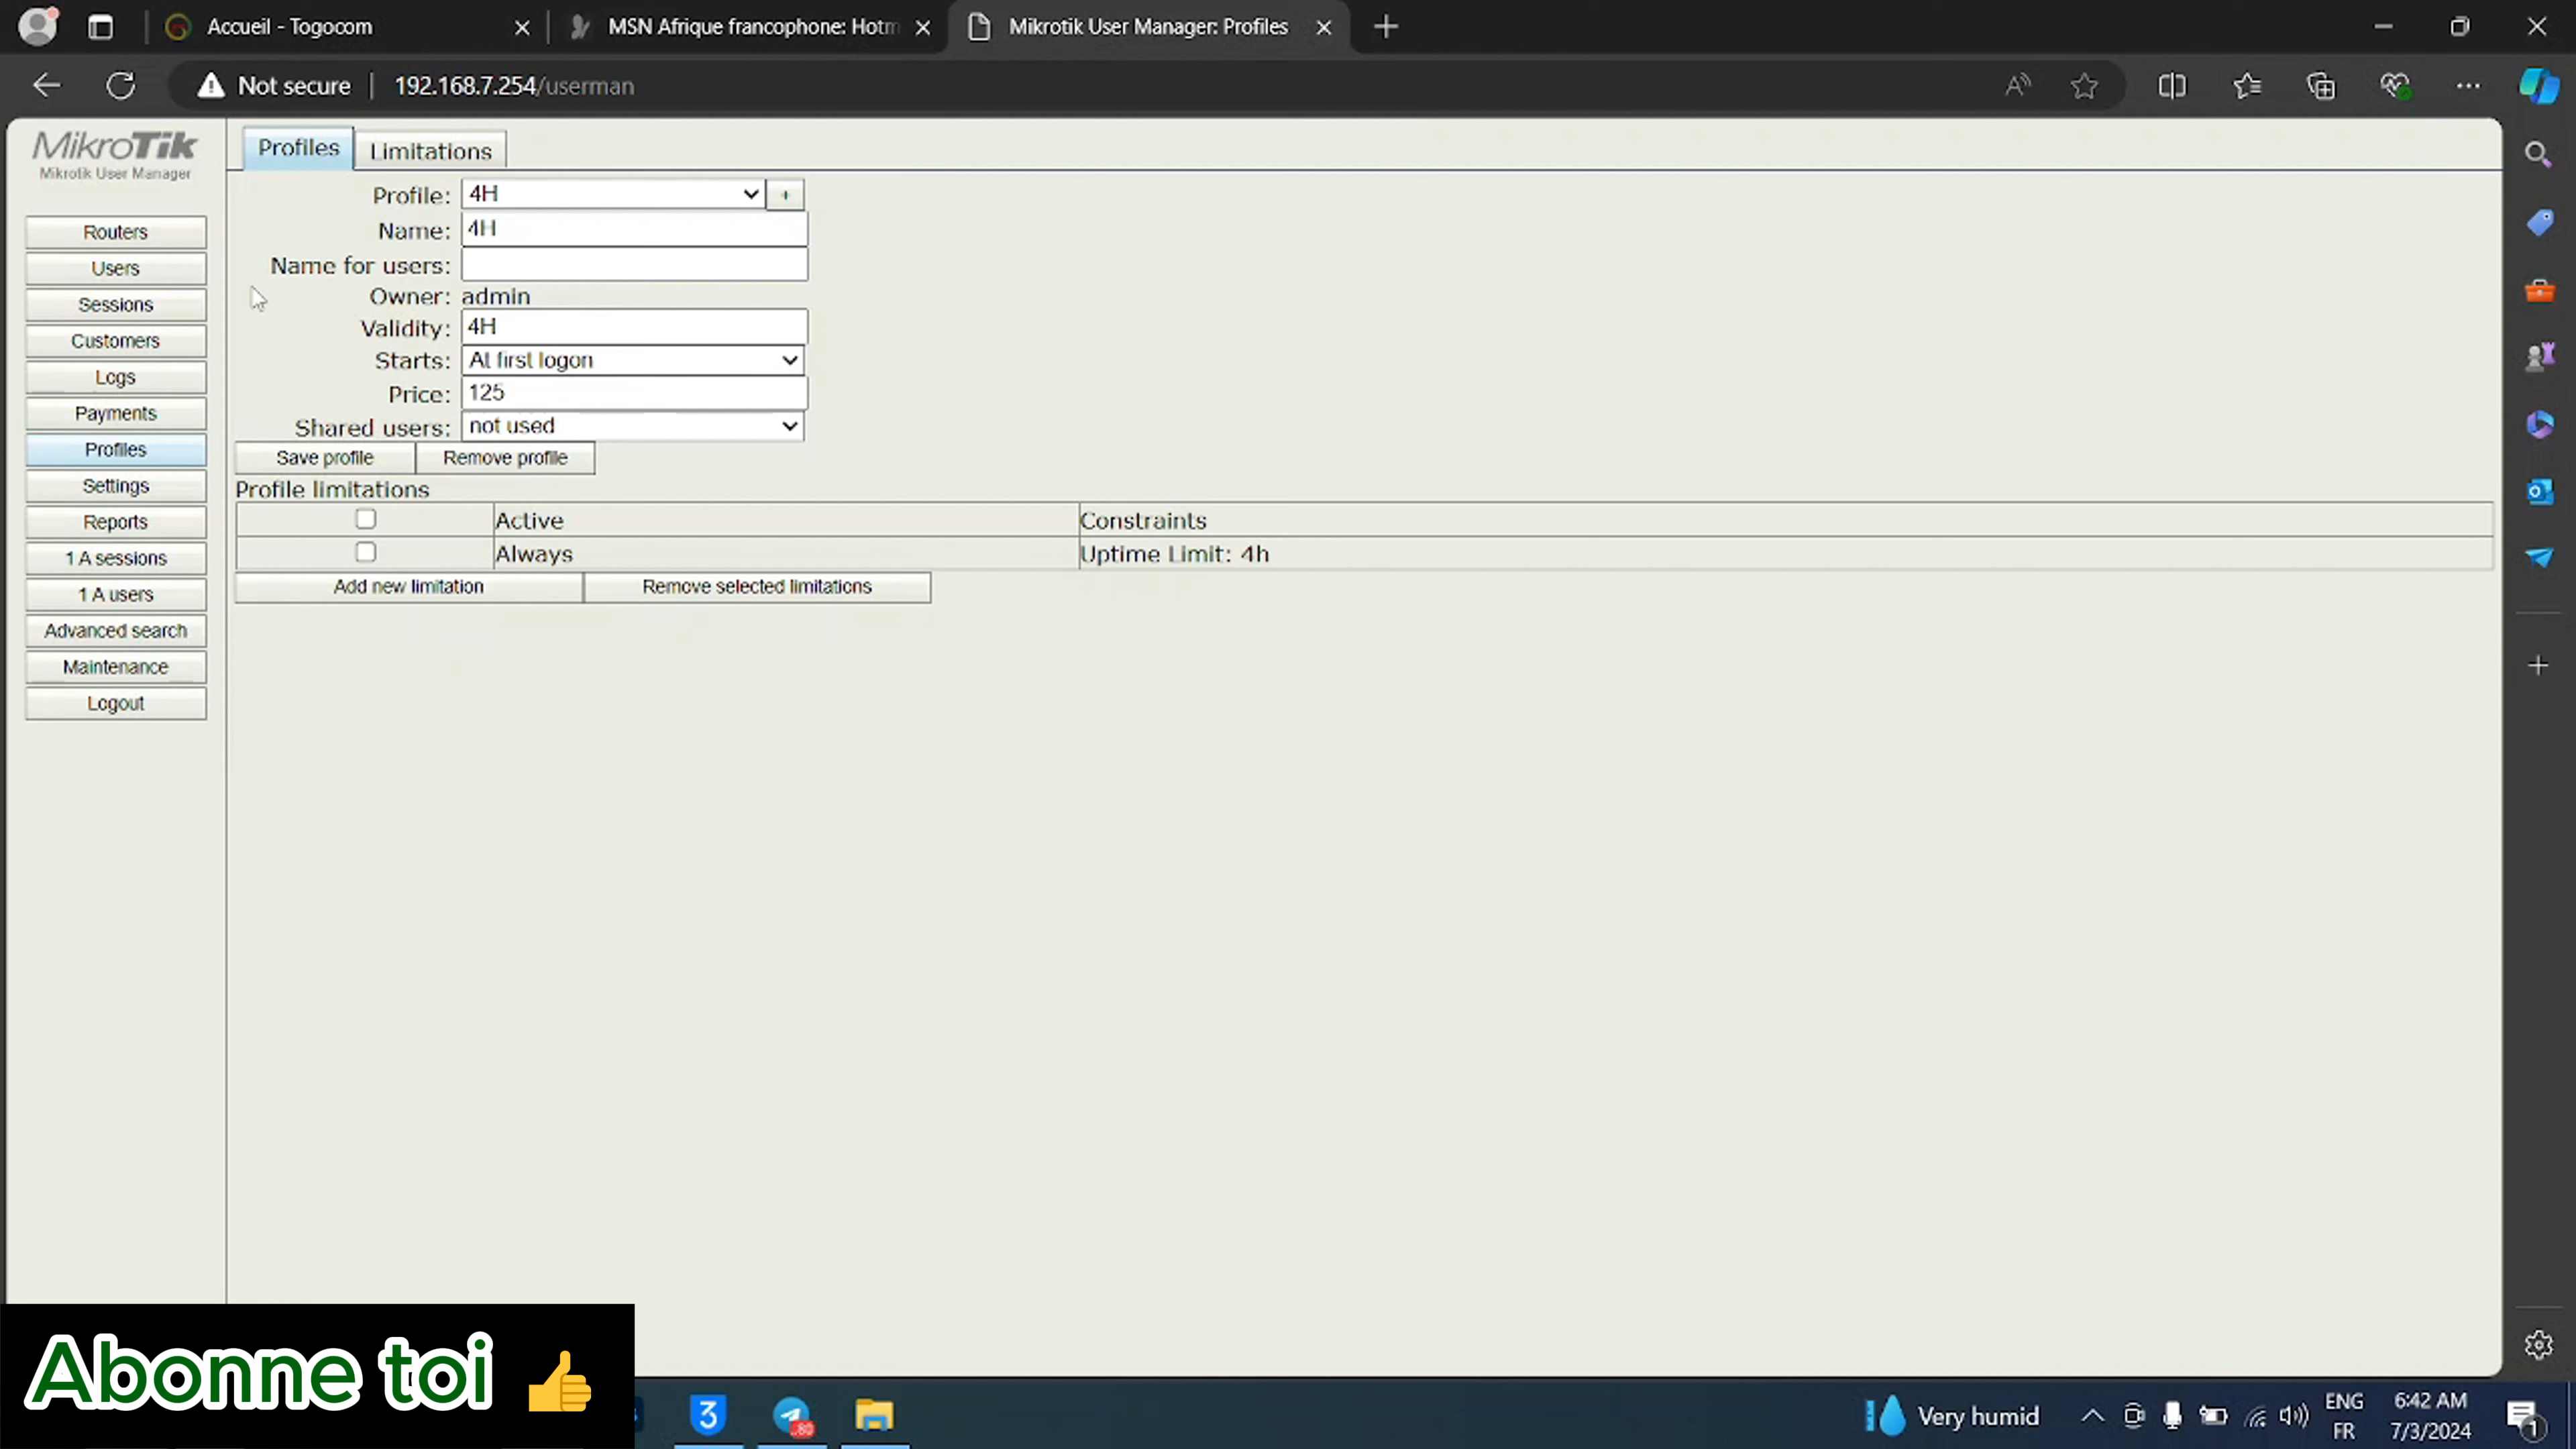 Accueil - Togocom
MSN Afrique francophone: Hotm
Mikrotik User Manager: Profiles
Not secure
192.168.7.254/userman
MikroTik
Mikrotik User Manager
Routers
Users
Sessions
Customers
Logs
Payments
Profiles
Settings
Reports
1 A sessions
1 A users
Advanced search
Maintenance
Logout
Profiles
Limitations
Profile: 4H +
Name: 4H
Name for users:
Owner: admin
Validity: 4H
Starts: At first logon
Price: 125
Shared users: not used
Save profile
Remove profile
Profile limitations
Active Constraints
Always Uptime Limit: 4h
Add new limitation
Remove selected limitations
Abonne toi
3
80
Very humid
ENG
FR
6:42 AM
7/3/2024
1